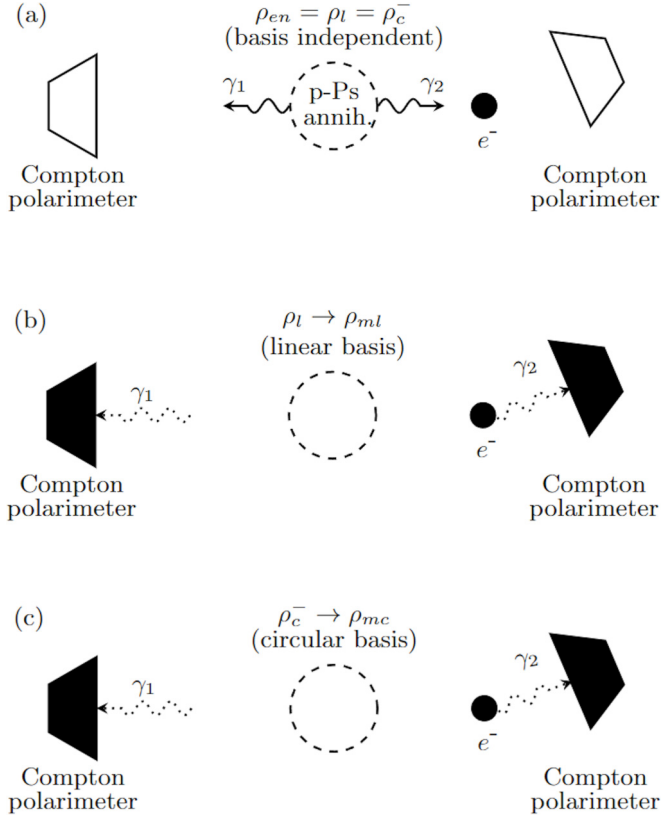 (a)
ρ_en = ρ_l = ρ_c^-
(basis independent)
γ1
p-Ps
annih.
γ2
e-
Compton
polarimeter
Compton
polarimeter
(b)
ρ_l → ρ_ml
(linear basis)
γ1
γ2
e-
Compton
polarimeter
Compton
polarimeter
(c)
ρ_c^- → ρ_mc
(circular basis)
γ1
γ2
e-
Compton
polarimeter
Compton
polarimeter